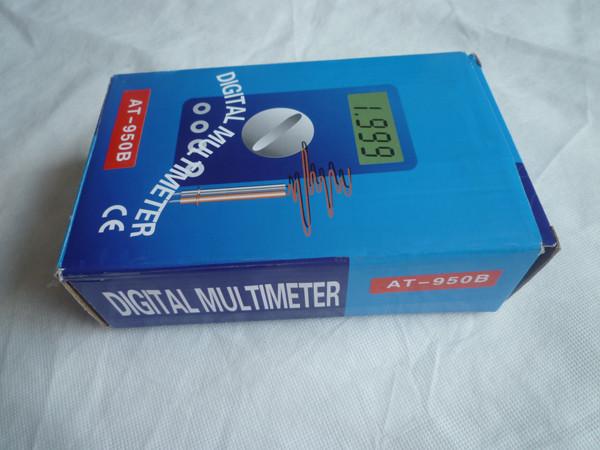 AT-950B
DIGITAL MULTIMETER
CE
1.999
DIGITAL MULTIMETER
AT-950B